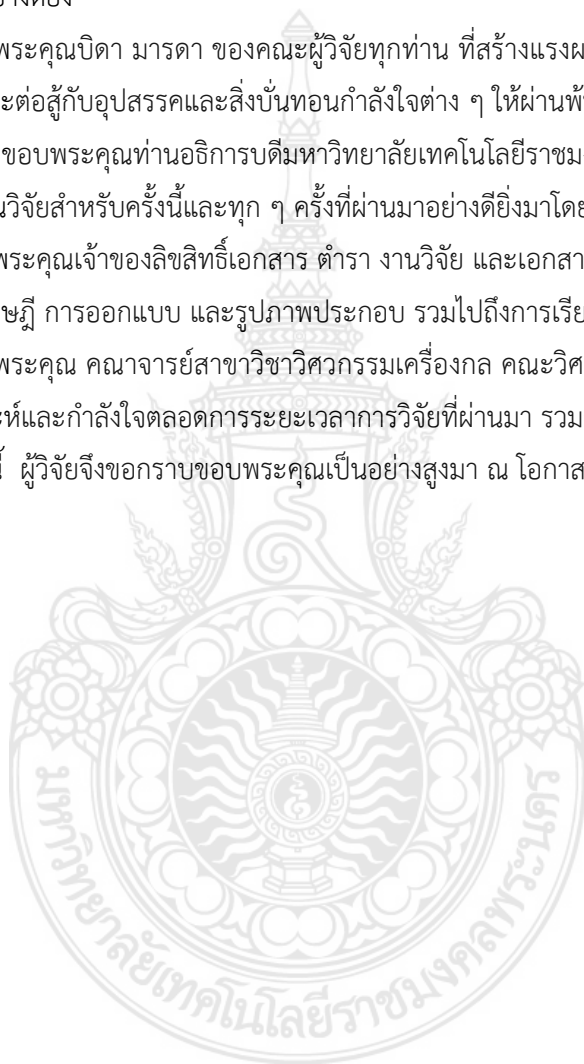 พระคุณบิดา มารดา ของคณะผู้วิจัยทุกท่าน ที่สร้างแรงผ
ะต่อสู้กับอุปสรรคและสิ่งบั่นทอนกำลังใจต่าง ๆ ให้ผ่านพ้
ขอบพระคุณท่านอธิการบดีมหาวิทยาลัยเทคโนโลยีราชม
นวิจัยสำหรับครั้งนี้และทุก ๆ ครั้งที่ผ่านมาอย่างดียิ่งมาโดย
พระคุณเจ้าของลิขสิทธิ์เอกสาร ตำรา งานวิจัย และเอกสา
ษฎี การออกแบบ และรูปภาพประกอบ รวมไปถึงการเรีย
พระคุณ คณาจารย์สาขาวิชาวิศวกรรมเครื่องกล คณะวิศ
ะห์และกำลังใจตลอดการระยะเวลาการวิจัยที่ผ่านมา รวม
ผู้วิจัยจึงขอกราบขอบพระคุณเป็นอย่างสูงมา ณ โอกาส
มหาวิทยาลัยเทคโนโลยีราชมงคลพระนคร